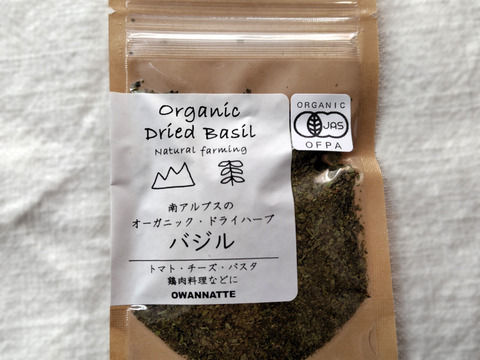 Organic
Dried Basil
Natural farming
南アルプスの
オーガニック・ドライハーブ
バジル
トマト・チーズ・パスタ
鶏肉料理などに
OWANNATTE
ORGANIC
JAS
OFPA